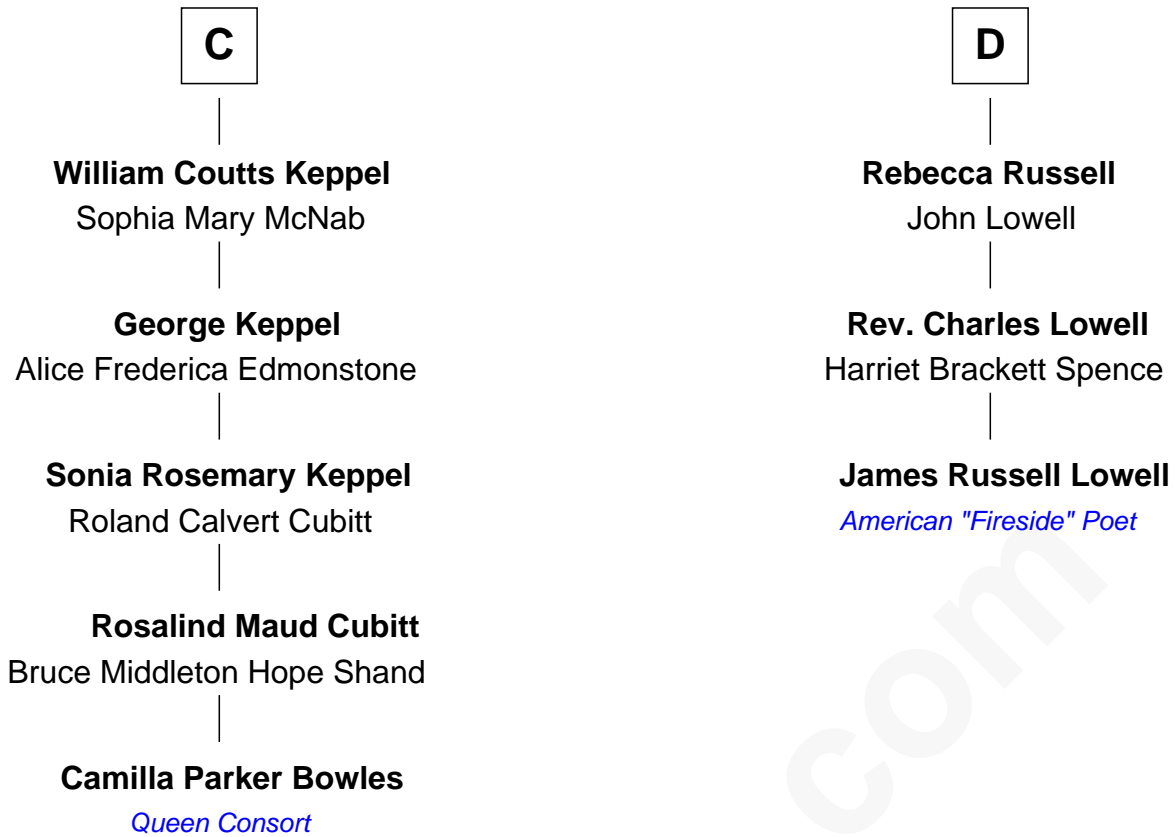 C
William Coutts Keppel
Sophia Mary McNab
George Keppel
Alice Frederica Edmonstone
Sonia Rosemary Keppel
Roland Calvert Cubitt
Rosalind Maud Cubitt
Bruce Middleton Hope Shand
Camilla Parker Bowles
Queen Consort
D
Rebecca Russell
John Lowell
Rev. Charles Lowell
Harriet Brackett Spence
James Russell Lowell
American "Fireside" Poet
com